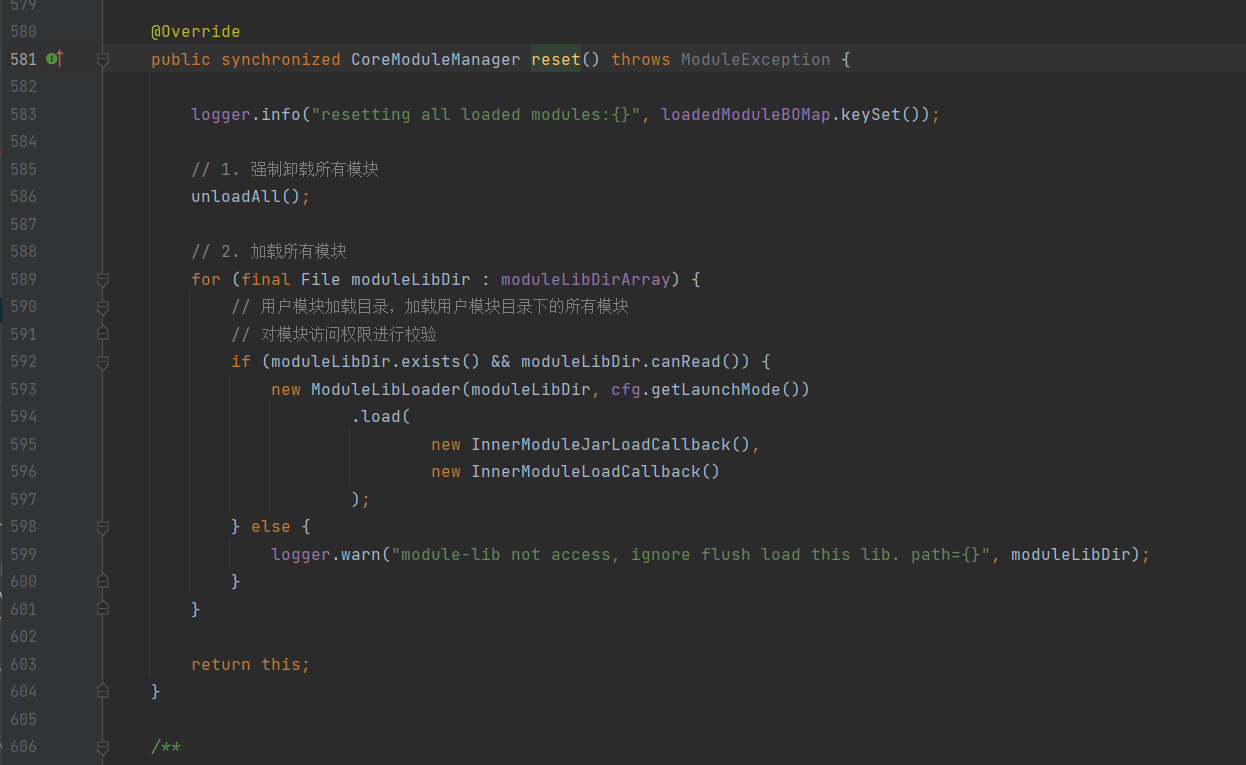 579
580 @Override
581 public synchronized CoreModuleManager reset() throws ModuleException {
582
583 logger.info("resetting all loaded modules:{}", loadedModuleBOMap.keySet());
584
585 // 1. 强制卸载所有模块
586 unloadAll();
587
588 // 2. 加载所有模块
589 for (final File moduleLibDir : moduleLibDirArray) {
590 // 用户模块加载目录，加载用户模块目录下的所有模块
591 // 对模块访问权限进行校验
592 if (moduleLibDir.exists() && moduleLibDir.canRead()) {
593 new ModuleLibLoader(moduleLibDir, cfg.getLaunchMode())
594 .load(
595 new InnerModuleJarLoadCallback(),
596 new InnerModuleLoadCallback()
597 );
598 } else {
599 logger.warn("module-lib not access, ignore flush load this lib. path={}", moduleLibDir);
600 }
601 }
602
603 return this;
604 }
605
606 /**